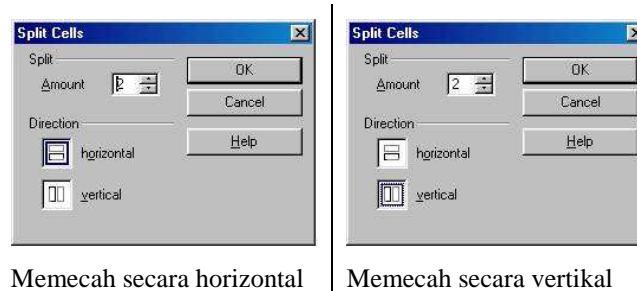 Split Cells
Split
Amount 2
OK
Cancel
Direction
Help
horizontal
vertical
Memecah secara horizontal
Split Cells
Split
Amount 2
OK
Cancel
Direction
Help
horizontal
vertical
Memecah secara vertikal